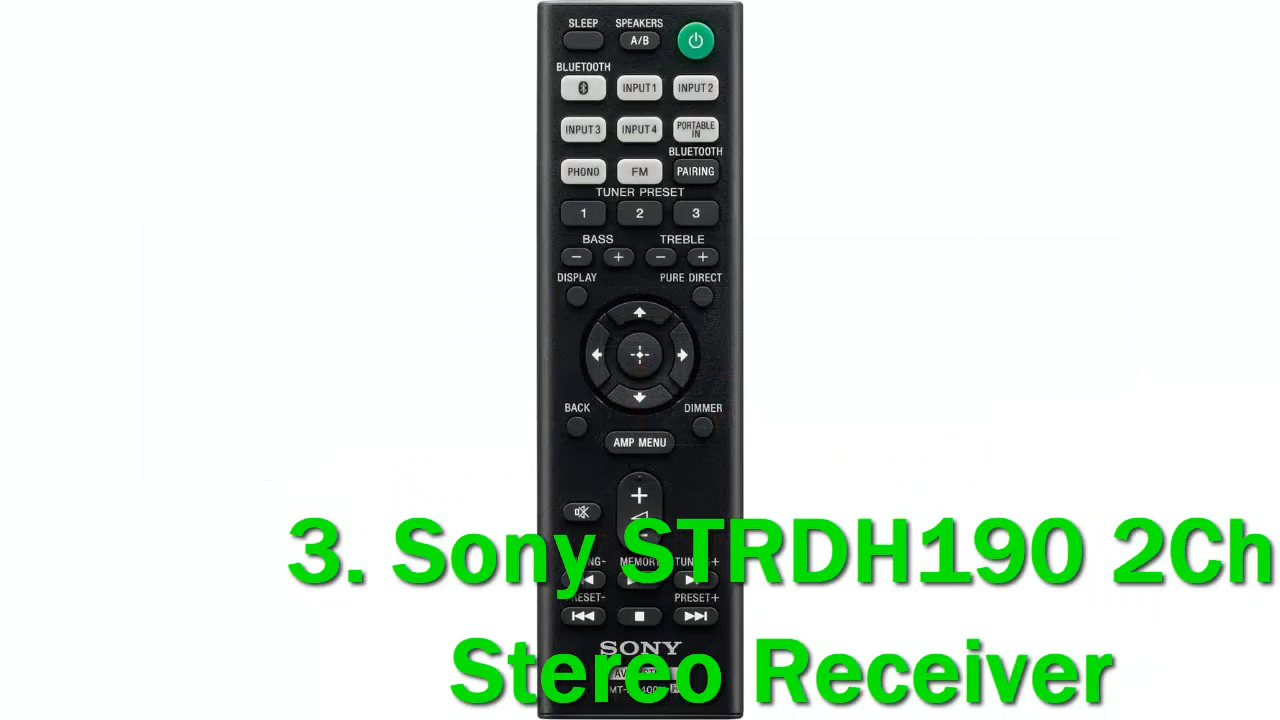 SLEEP SPEAKERS
A/B
BLUETOOTH
INPUT 1 INPUT 2
INPUT 3 INPUT 4 PORTABLE IN
BLUETOOTH
PHONO FM PAIRING
TUNER PRESET
1 2 3
BASS TREBLE
− + − +
DISPLAY PURE DIRECT
BACK DIMMER
AMP MENU
+
3. Sony STRDH190 2Ch
TUNING+
PRESET+
SONY
Stereo Receiver